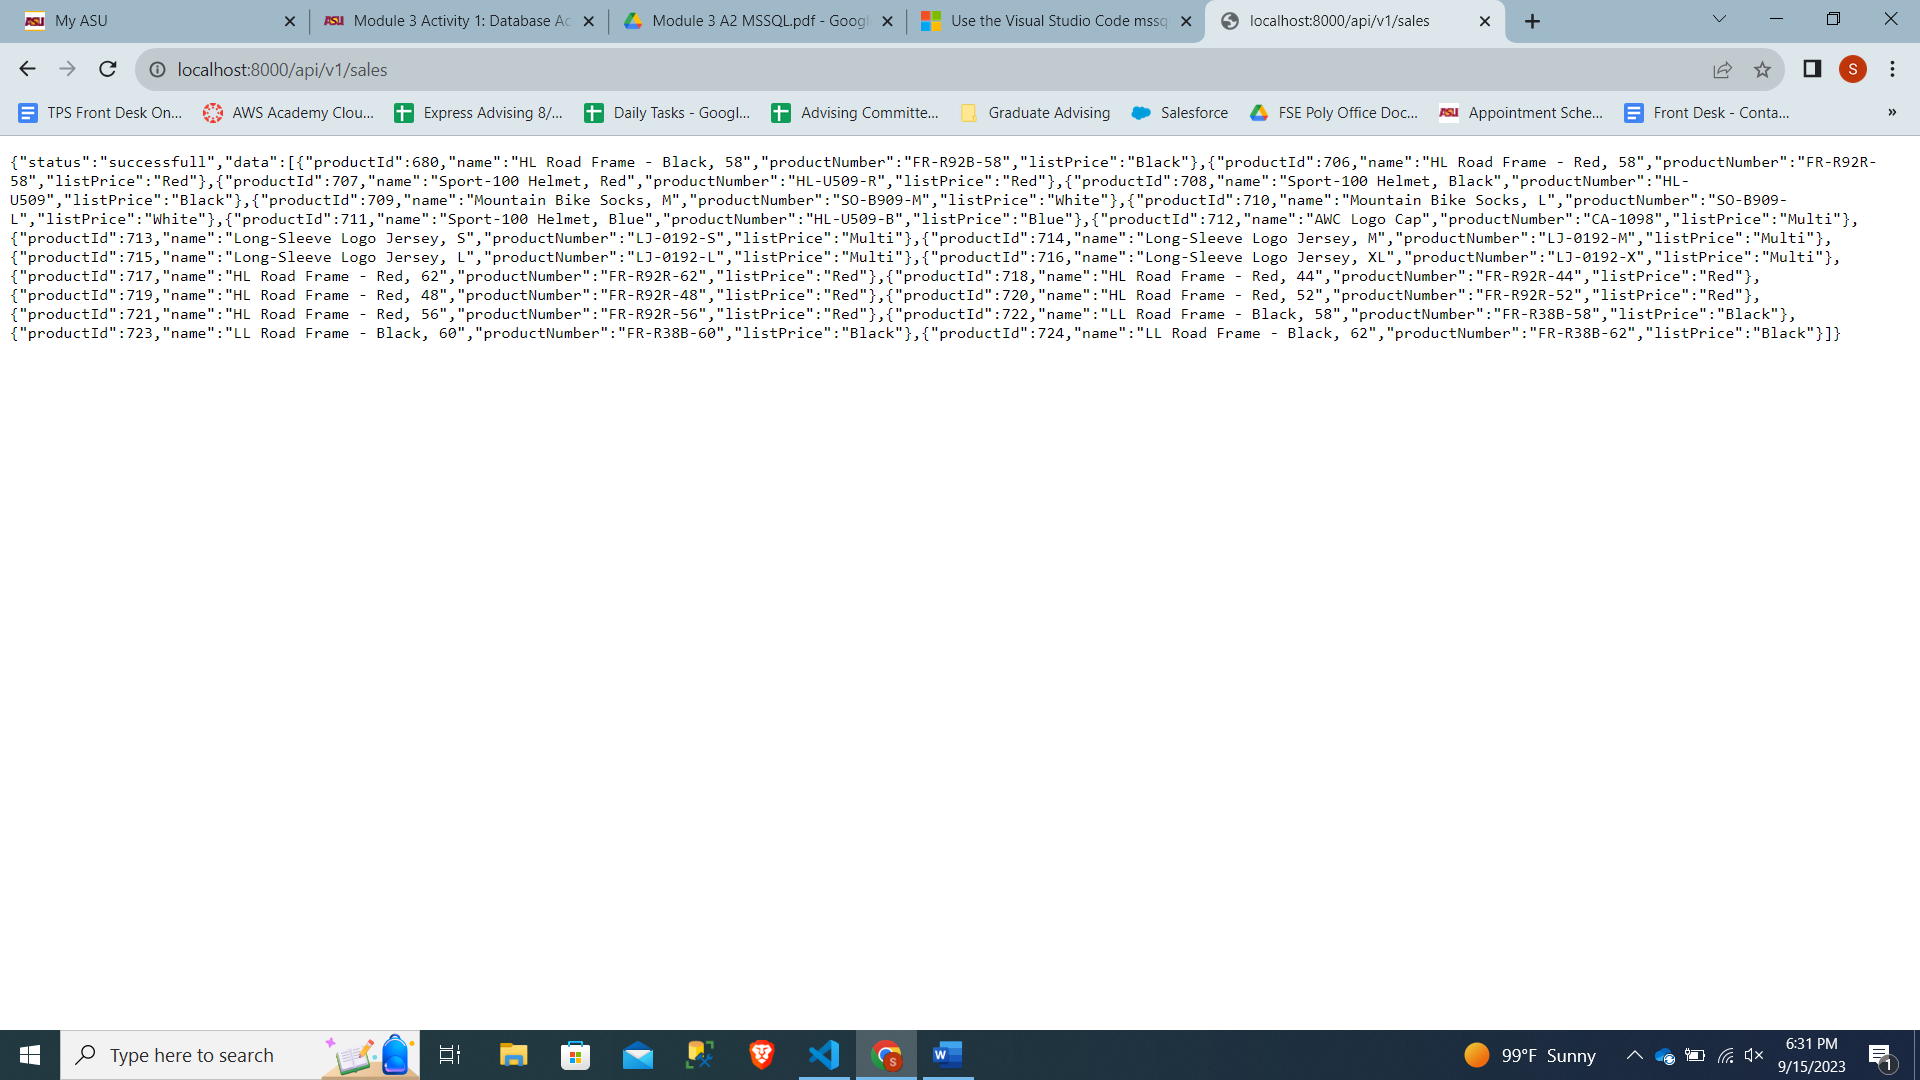 My ASU
Module 3 Activity 1: Database Ac
Module 3 A2 MSSQL.pdf - Googl
Use the Visual Studio Code mssq
localhost:8000/api/v1/sales
localhost:8000/api/v1/sales
S
TPS Front Desk On...
AWS Academy Clou...
Express Advising 8/...
Daily Tasks - Googl...
Advising Committe...
Graduate Advising
Salesforce
FSE Poly Office Doc...
ASU Appointment Sche...
Front Desk - Conta...
»
{"status":"successfull","data":[{"productId":680,"name":"HL Road Frame - Black, 58","productNumber":"FR-R92B-58","listPrice":"Black"},{"productId":706,"name":"HL Road Frame - Red, 58","productNumber":"FR-R92R-
58","listPrice":"Red"},{"productId":707,"name":"Sport-100 Helmet, Red","productNumber":"HL-U509-R","listPrice":"Red"},{"productId":708,"name":"Sport-100 Helmet, Black","productNumber":"HL-
U509","listPrice":"Black"},{"productId":709,"name":"Mountain Bike Socks, M","productNumber":"SO-B909-M","listPrice":"White"},{"productId":710,"name":"Mountain Bike Socks, L","productNumber":"SO-B909-
L","listPrice":"White"},{"productId":711,"name":"Sport-100 Helmet, Blue","productNumber":"HL-U509-B","listPrice":"Blue"},{"productId":712,"name":"AWC Logo Cap","productNumber":"CA-1098","listPrice":"Multi"},
{"productId":713,"name":"Long-Sleeve Logo Jersey, S","productNumber":"LJ-0192-S","listPrice":"Multi"},{"productId":714,"name":"Long-Sleeve Logo Jersey, M","productNumber":"LJ-0192-M","listPrice":"Multi"},
{"productId":715,"name":"Long-Sleeve Logo Jersey, L","productNumber":"LJ-0192-L","listPrice":"Multi"},{"productId":716,"name":"Long-Sleeve Logo Jersey, XL","productNumber":"LJ-0192-X","listPrice":"Multi"},
{"productId":717,"name":"HL Road Frame - Red, 62","productNumber":"FR-R92R-62","listPrice":"Red"},{"productId":718,"name":"HL Road Frame - Red, 44","productNumber":"FR-R92R-44","listPrice":"Red"},
{"productId":719,"name":"HL Road Frame - Red, 48","productNumber":"FR-R92R-48","listPrice":"Red"},{"productId":720,"name":"HL Road Frame - Red, 52","productNumber":"FR-R92R-52","listPrice":"Red"},
{"productId":721,"name":"HL Road Frame - Red, 56","productNumber":"FR-R92R-56","listPrice":"Red"},{"productId":722,"name":"LL Road Frame - Black, 58","productNumber":"FR-R38B-58","listPrice":"Black"},
{"productId":723,"name":"LL Road Frame - Black, 60","productNumber":"FR-R38B-60","listPrice":"Black"},{"productId":724,"name":"LL Road Frame - Black, 62","productNumber":"FR-R38B-62","listPrice":"Black"}]}
Type here to search
99°F Sunny
6:31 PM
9/15/2023
1